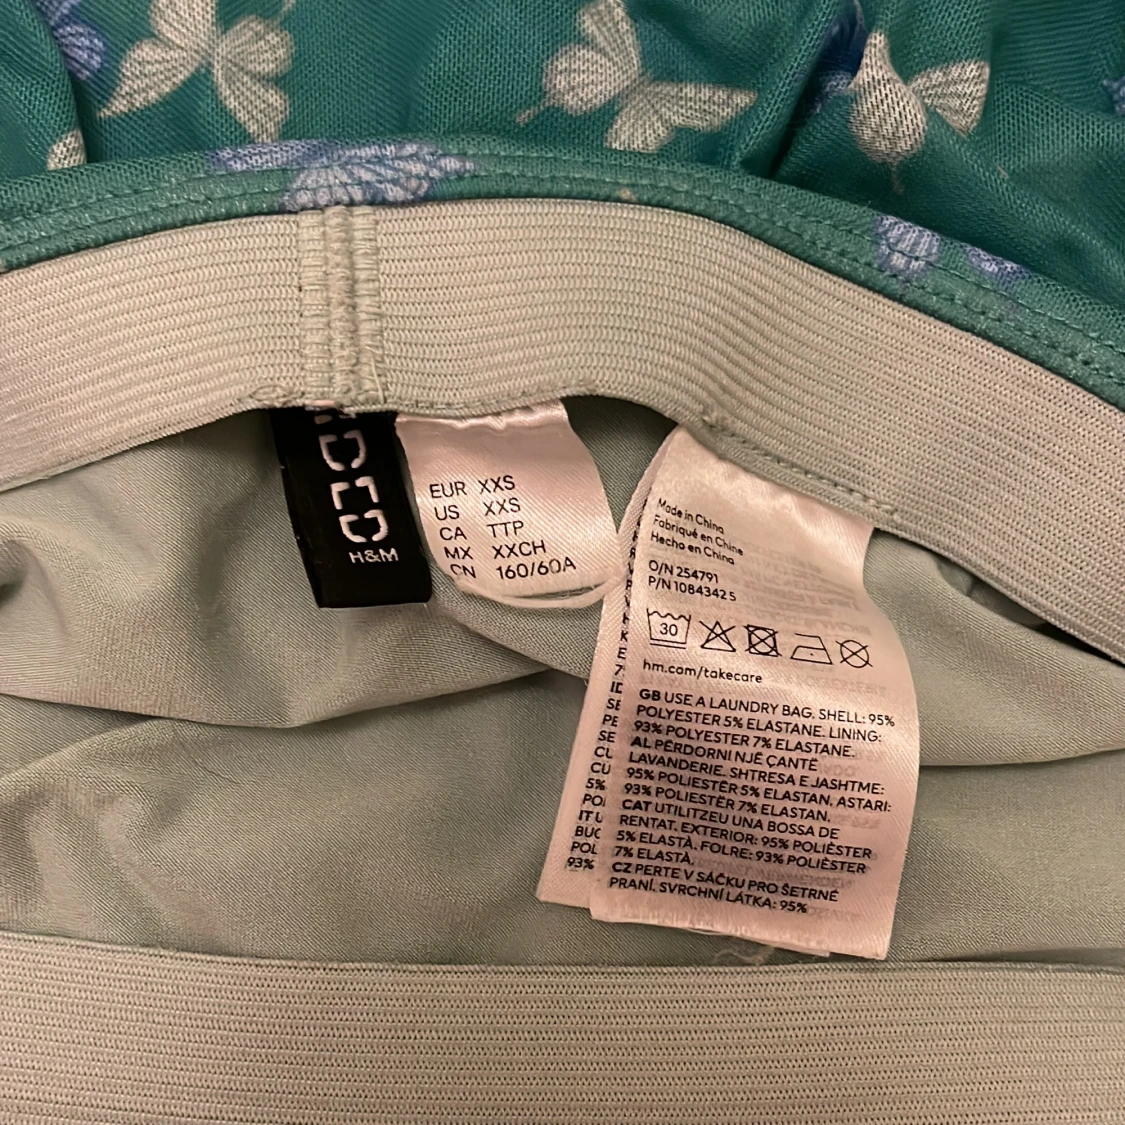 H&M
EUR XXS
US XXS
CA TTP
MX XXCH
CN 160/60A
Made in China
Fabriqué en Chine
Hecho en China
O/N 254791
P/N 1084342 S
30
hm.com/takecare
GB USE A LAUNDRY BAG. SHELL: 95%
POLYESTER 5% ELASTANE. LINING:
93% POLYESTER 7% ELASTANE.
AL PËRDORNI NJË ÇANTË
LAVANDERIE. SHTRESA E JASHTME:
95% POLIESTËR 5% ELASTAN. ASTARI:
93% POLIESTËR 7% ELASTAN.
CAT UTILITZEU UNA BOSSA DE
RENTAT. EXTERIOR: 95% POLIÈSTER
5% ELASTÀ. FOLRE: 93% POLIÈSTER
7% ELASTÀ.
CZ PERTE V SÁČKU PRO ŠETRNÉ
PRANÍ. SVRCHNÍ LÁTKA: 95%